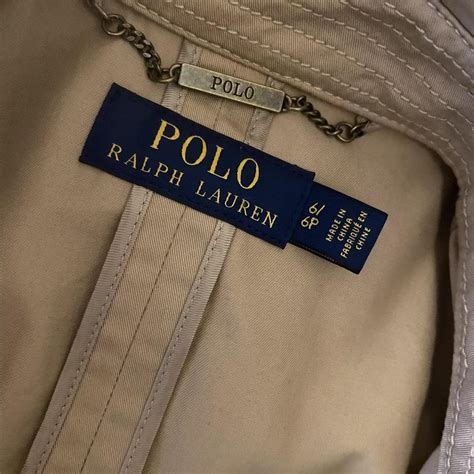 POLO
POLO
RALPH LAUREN
6/
6P
MADE IN
CHINA
FABRIQUÉ EN
CHINE